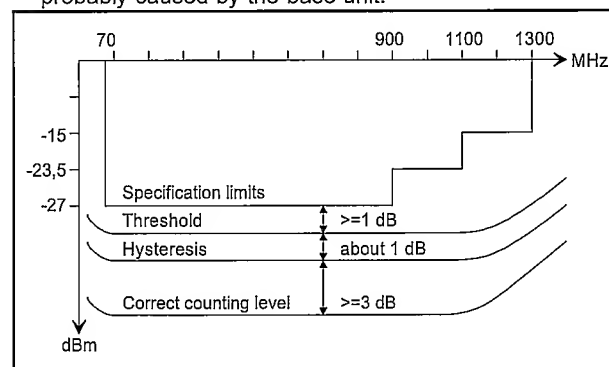 probably caused by the base unit.
70 900 1100 1300
MHz
-15
-23,5
-27
Specification limits
Threshold >=1 dB
Hysteresis about 1 dB
Correct counting level >=3 dB
dBm